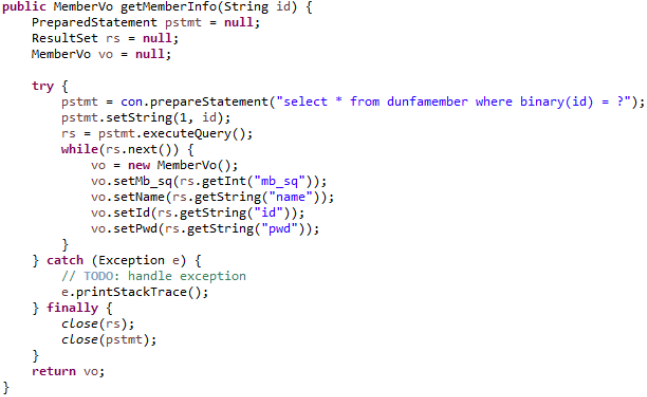 public MemberVo getMemberInfo(String id) {
    PreparedStatement pstmt = null;
    ResultSet rs = null;
    MemberVo vo = null;

    try {
        pstmt = con.prepareStatement("select * from dunfamember where binary(id) = ?");
        pstmt.setString(1, id);
        rs = pstmt.executeQuery();
        while(rs.next()) {
            vo = new MemberVo();
            vo.setMb_sq(rs.getInt("mb_sq"));
            vo.setName(rs.getString("name"));
            vo.setId(rs.getString("id"));
            vo.setPwd(rs.getString("pwd"));
        }
    } catch (Exception e) {
        // TODO: handle exception
        e.printStackTrace();
    } finally {
        close(rs);
        close(pstmt);
    }
    return vo;
}